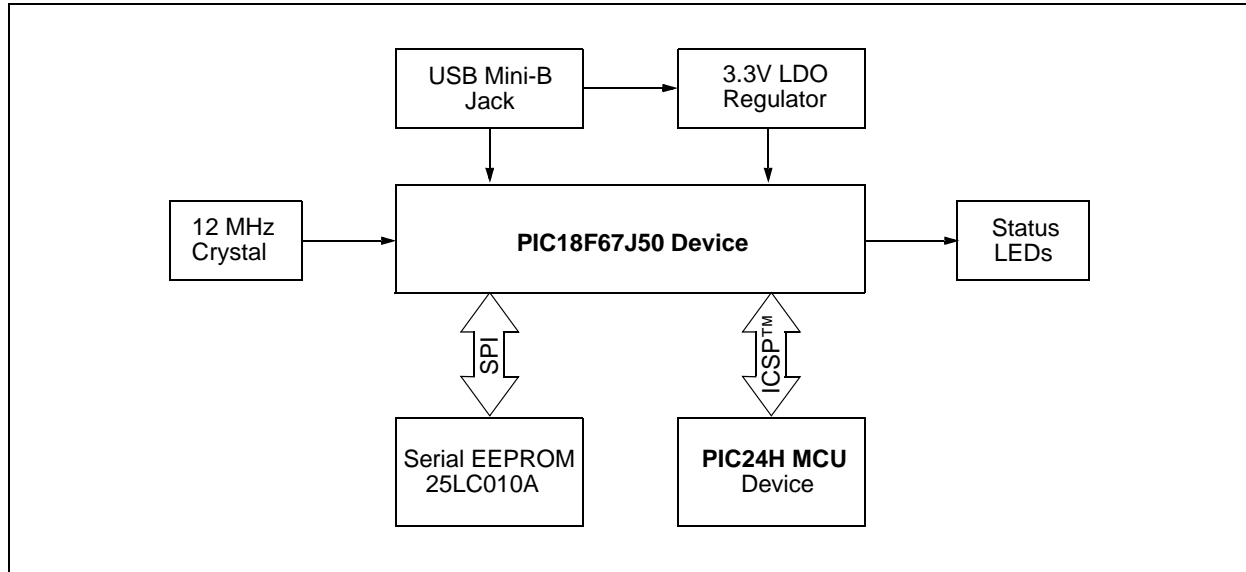 USB Mini-B
Jack
3.3V LDO
Regulator
12 MHz
Crystal
PIC18F67J50 Device
Status
LEDs
SPI
ICSP™
Serial EEPROM
25LC010A
PIC24H MCU
Device